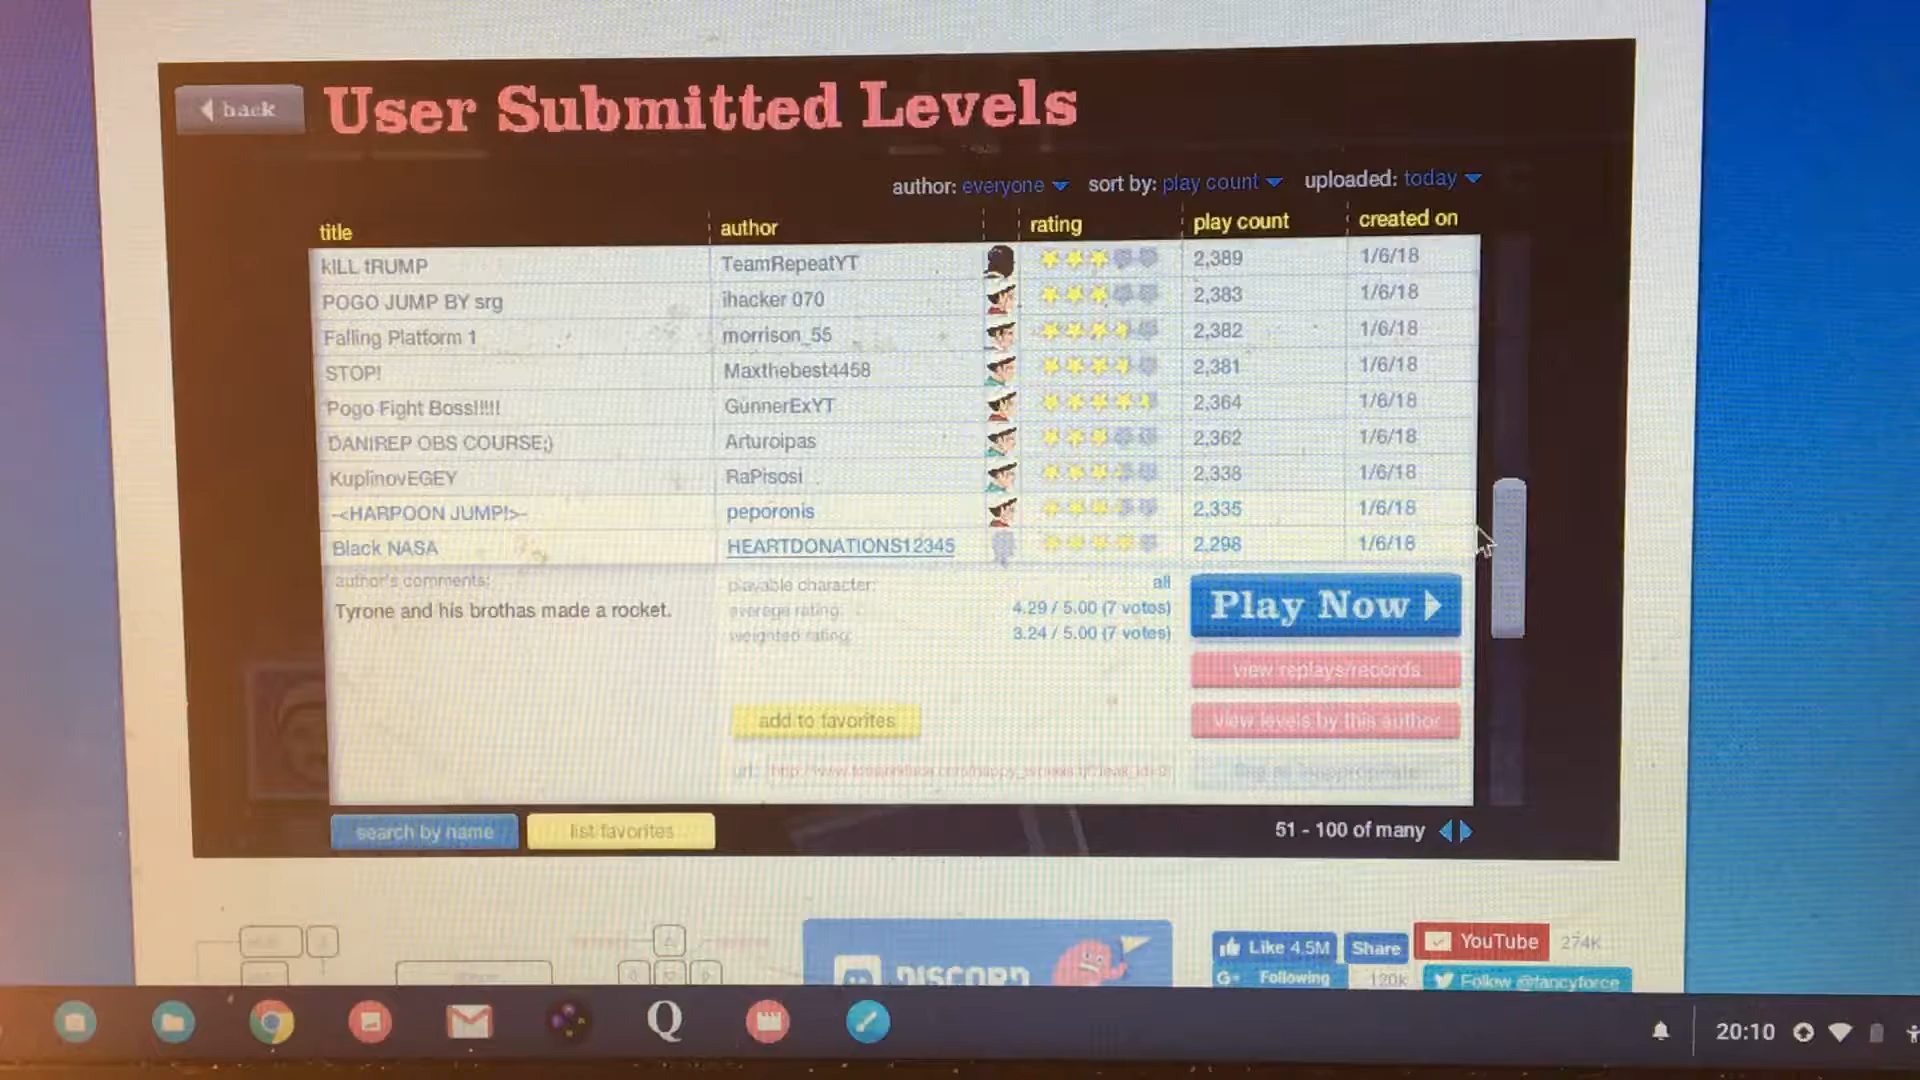 back
User Submitted Levels
author: everyone sort by: play count uploaded: today
title author rating play count created on
kILL tRUMP TeamRepeatYT 2,389 1/6/18
POGO JUMP BY srg ihacker 070 2,383 1/6/18
Falling Platform 1 morrison_55 2,382 1/6/18
STOP! Maxthebest4458 2,381 1/6/18
Pogo Fight Boss!!!!! GunnerExYT 2,364 1/6/18
DANIREP OBS COURSE;) Arturoipas 2,362 1/6/18
KuplinovEGEY RaPisosi 2,338 1/6/18
-<HARPOON JUMP!>- peporonis 2,335 1/6/18
Black NASA HEARTDONATIONS12345 2,298 1/6/18
author's comments: playable character: all
Tyrone and his brothas made a rocket. average rating: 4.29 / 5.00 (7 votes) Play Now
weighted rating: 3.24 / 5.00 (7 votes)
view replays/records
add to favorites view levels by this author
url: flag as inappropriate
search by name list favorites 51 - 100 of many
Like 4.5M Share YouTube 274K
DISCORD G+ Following 120k Follow @fancyforce
Q 20:10